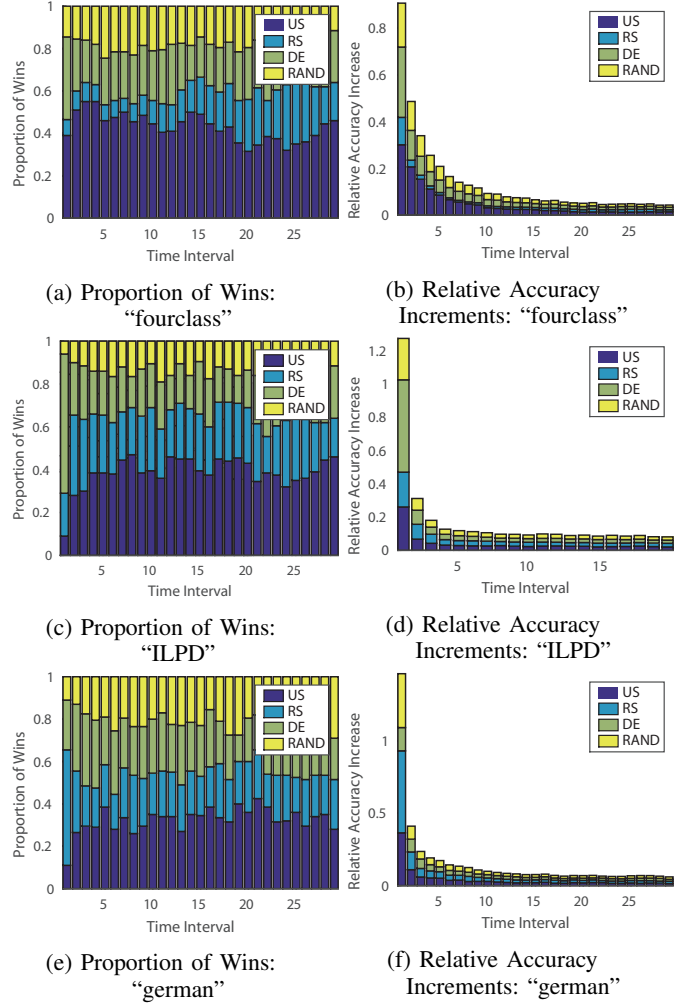 1
0.8
0.6
0.4
0.2
0
5
10
15
20
25
Proportion of Wins
Time Interval
US
RS
DE
RAND
(a) Proportion of Wins:
“fourclass”
0.8
0.6
0.4
0.2
0
5
10
15
20
25
Relative Accuracy Increase
Time Interval
US
RS
DE
RAND
(b) Relative Accuracy
Increments: “fourclass”
1
0.8
0.6
0.4
0.2
0
5
10
15
20
25
Proportion of Wins
Time Interval
US
RS
DE
RAND
(c) Proportion of Wins:
“ILPD”
1.2
1
0.8
0.6
0.4
0.2
0
5
10
15
Relative Accuracy Increase
Time Interval
US
RS
DE
RAND
(d) Relative Accuracy
Increments: “ILPD”
1
0.8
0.6
0.4
0.2
0
5
10
15
20
25
Proportion of Wins
Time Interval
US
RS
DE
RAND
(e) Proportion of Wins:
“german”
1
0.5
0
5
10
15
20
25
Relative Accuracy Increase
Time Interval
US
RS
DE
RAND
(f) Relative Accuracy
Increments: “german”